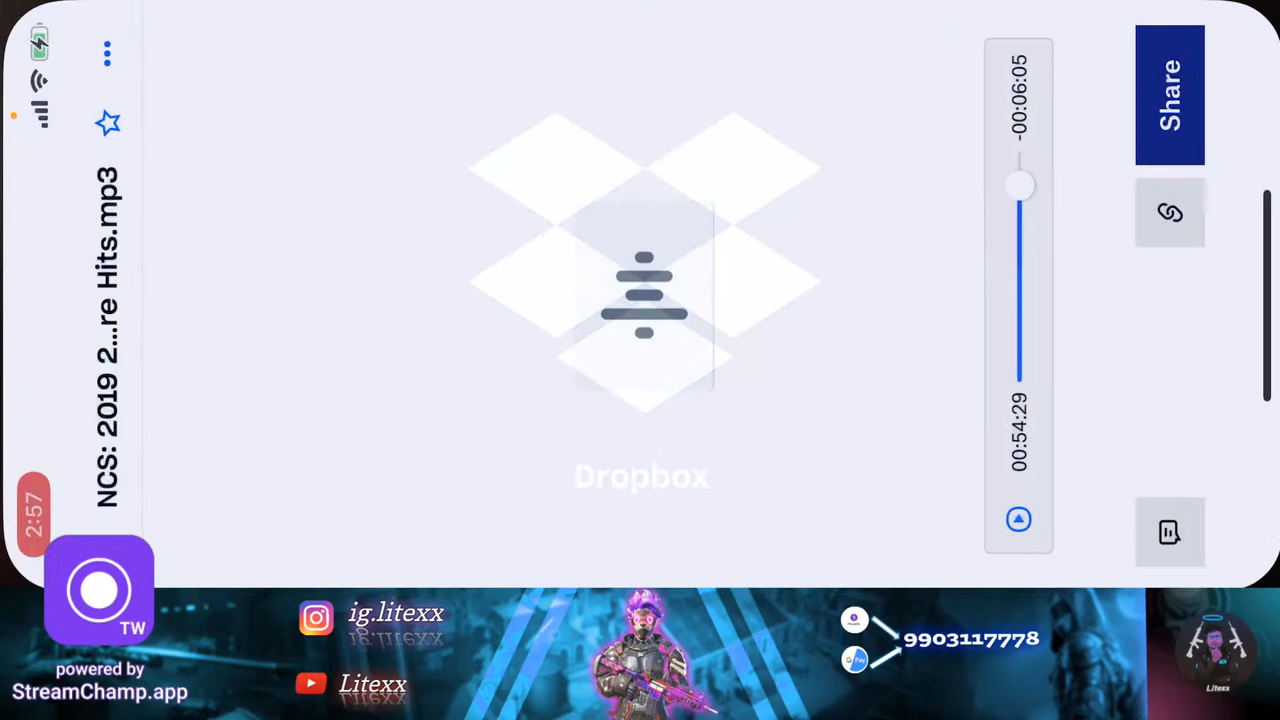 2:57
NCS: 2019 2...re Hits.mp3
Dropbox
00:54:29
-00:06:05
Share
TW
powered by
StreamChamp.app
ig.litexx
Litexx
G Pay
9903117778
Litexx